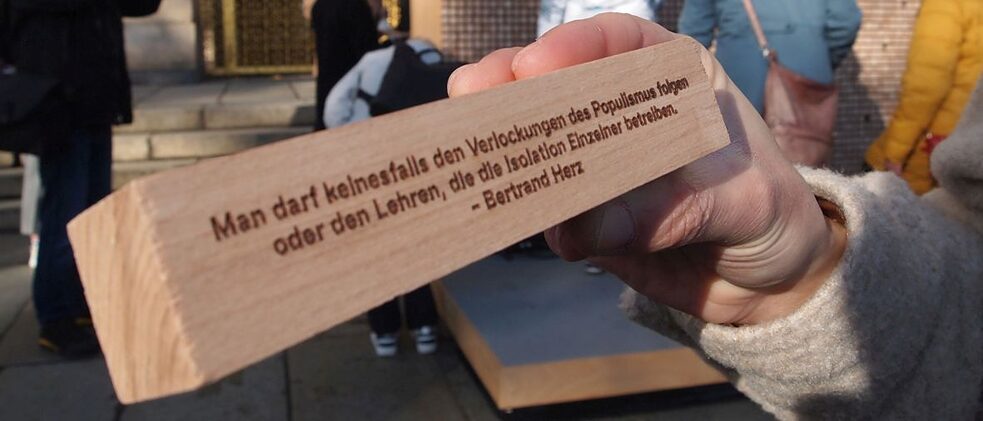 Man darf keinesfalls den Verlockungen des Populismus folgen
oder den Lehren, die die Isolation Einzelner betreiben.
- Bertrand Herz